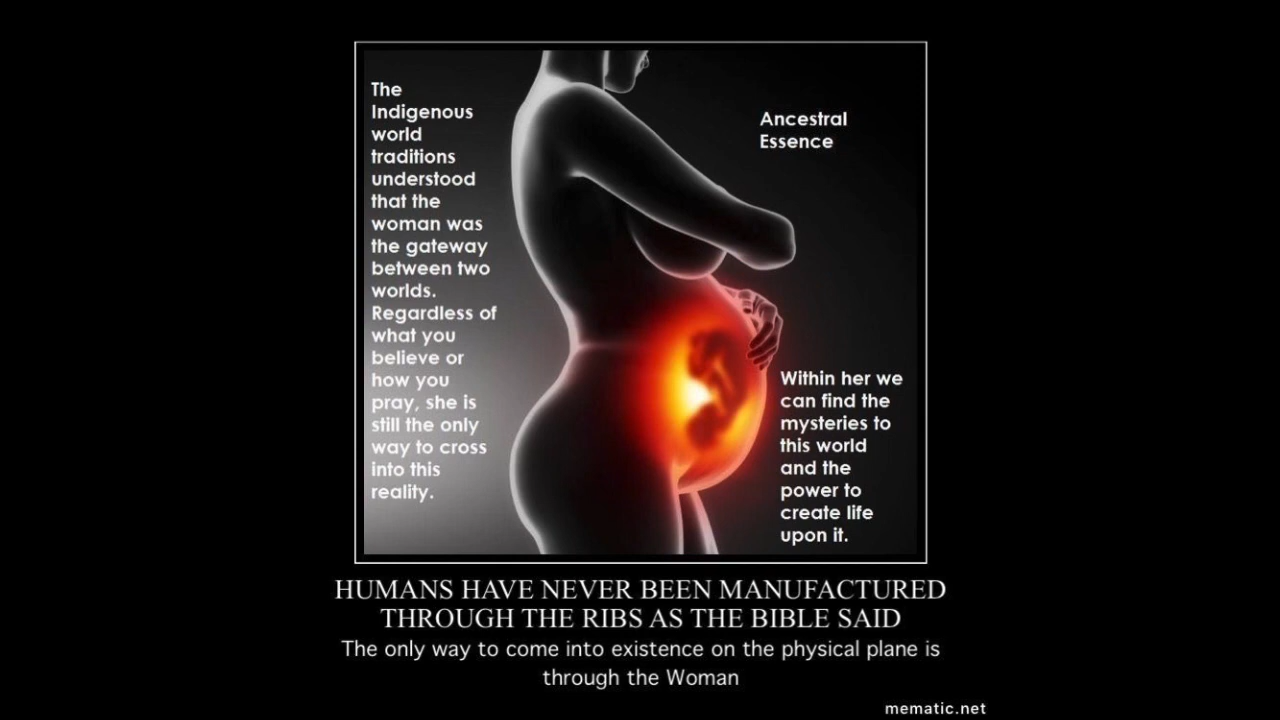 The
Indigenous
world
traditions
understood
that the
woman was
the gateway
between two
worlds.
Regardless of
what you
believe or
how you
pray, she is
still the only
way to cross
into this
reality.
Ancestral
Essence
Within her we
can find the
mysteries to
this world
and the
power to
create life
upon it.
HUMANS HAVE NEVER BEEN MANUFACTURED
THROUGH THE RIBS AS THE BIBLE SAID
The only way to come into existence on the physical plane is
through the Woman
mematic.net